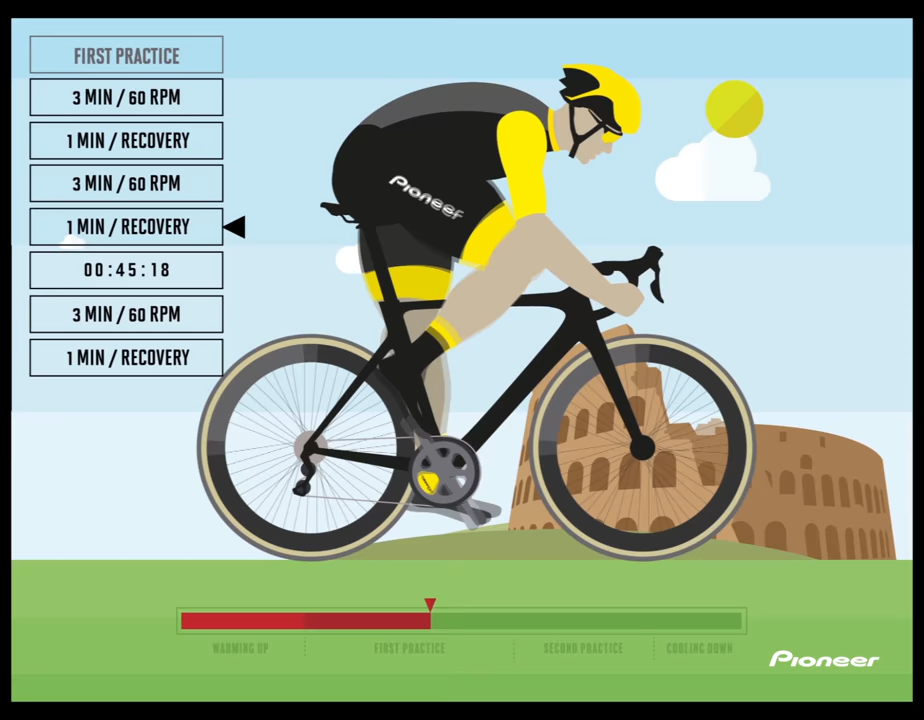 FIRST PRACTICE
3 MIN / 60 RPM
1 MIN / RECOVERY
3 MIN / 60 RPM
1 MIN / RECOVERY
00:45:18
3 MIN / 60 RPM
1 MIN / RECOVERY
Pioneer
WARMING UP
FIRST PRACTICE
SECOND PRACTICE
COOLING DOWN
Pioneer